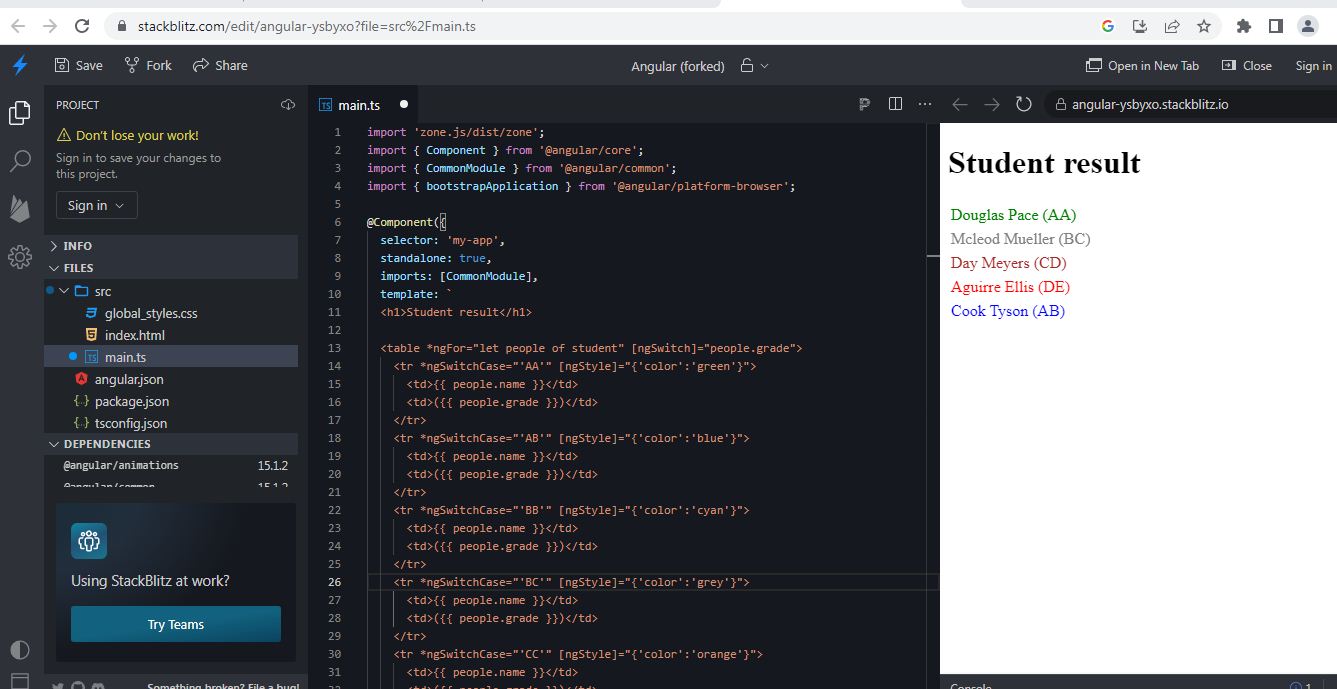 stackblitz.com/edit/angular-ysbyxo?file=src%2Fmain.ts
Save Fork Share
Angular (forked)
Open in New Tab Close Sign in
PROJECT
Don't lose your work!
Sign in to save your changes to
this project.
Sign in
INFO
FILES
src
global_styles.css
index.html
TS main.ts
angular.json
{..} package.json
{..} tsconfig.json
DEPENDENCIES
@angular/animations 15.1.2
@angular/common 15.1.2
Using StackBlitz at work?
Try Teams
Something broken? File a bug!
TS main.ts
1 import 'zone.js/dist/zone';
2 import { Component } from '@angular/core';
3 import { CommonModule } from '@angular/common';
4 import { bootstrapApplication } from '@angular/platform-browser';
5
6 @Component({
7 selector: 'my-app',
8 standalone: true,
9 imports: [CommonModule],
10 template: `
11 <h1>Student result</h1>
12
13 <table *ngFor="let people of student" [ngSwitch]="people.grade">
14 <tr *ngSwitchCase="'AA'" [ngStyle]="{'color':'green'}">
15 <td>{{ people.name }}</td>
16 <td>({{ people.grade }})</td>
17 </tr>
18 <tr *ngSwitchCase="'AB'" [ngStyle]="{'color':'blue'}">
19 <td>{{ people.name }}</td>
20 <td>({{ people.grade }})</td>
21 </tr>
22 <tr *ngSwitchCase="'BB'" [ngStyle]="{'color':'cyan'}">
23 <td>{{ people.name }}</td>
24 <td>({{ people.grade }})</td>
25 </tr>
26 <tr *ngSwitchCase="'BC'" [ngStyle]="{'color':'grey'}">
27 <td>{{ people.name }}</td>
28 <td>({{ people.grade }})</td>
29 </tr>
30 <tr *ngSwitchCase="'CC'" [ngStyle]="{'color':'orange'}">
31 <td>{{ people.name }}</td>
32 <td>({{ people.grade }})</td>
angular-ysbyxo.stackblitz.io
Student result
Douglas Pace (AA)
Mcleod Mueller (BC)
Day Meyers (CD)
Aguirre Ellis (DE)
Cook Tyson (AB)
Console 1